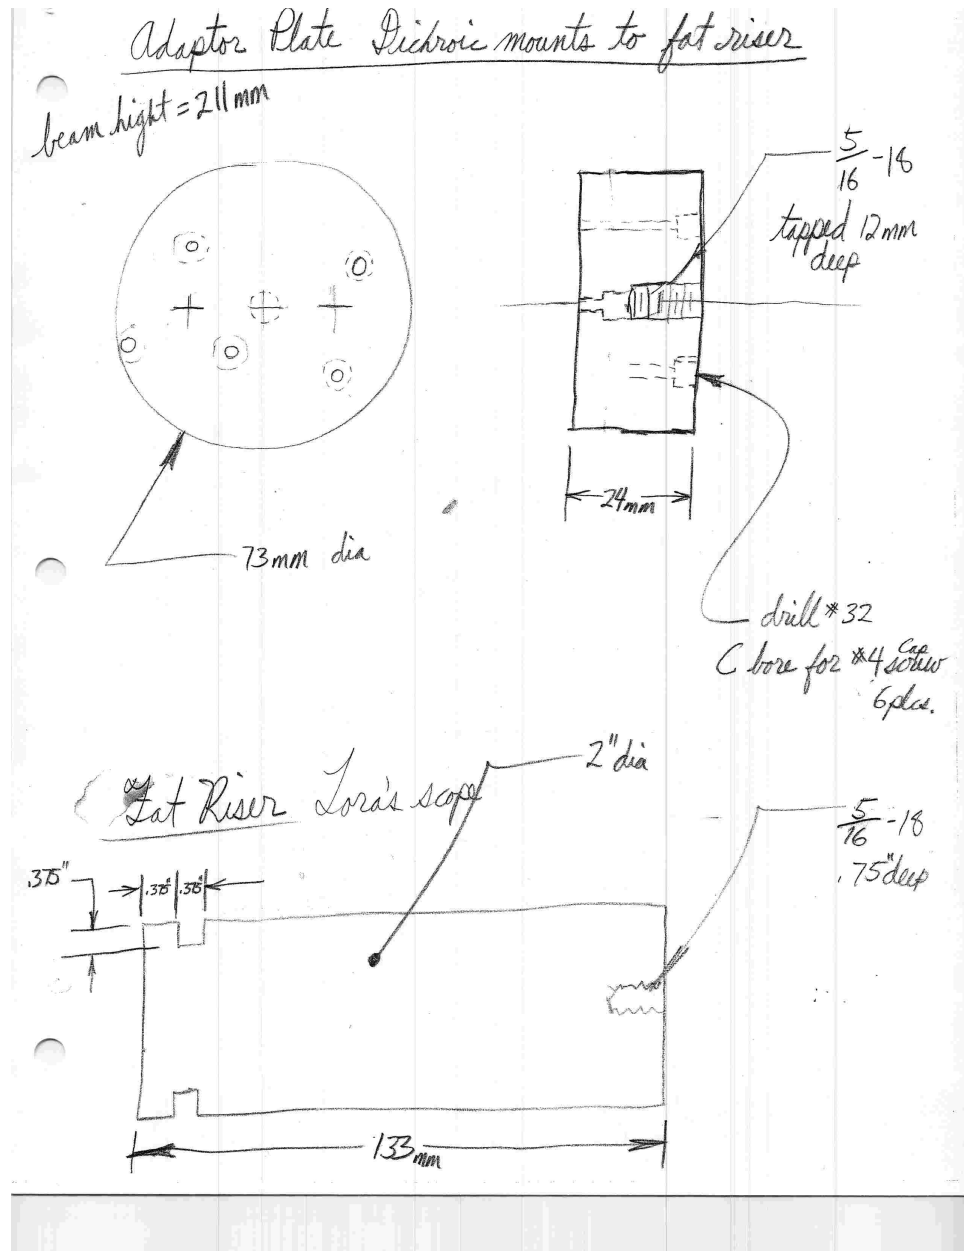 Adaptor Plate Dichroic mounts to fat riser
beam hight = 211mm
5/16-18
tapped 12mm
deep
24mm
73mm dia
drill #32
C bore for #4 Cap screw
6 plcs.
2" dia
Fat Riser Lora's scope
5/16-18
.75" deep
.375"
.375" .375"
133mm